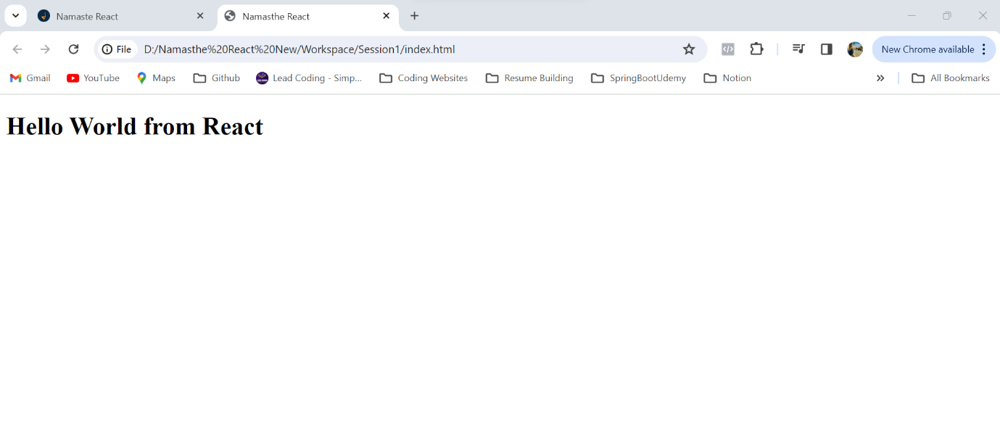 Namaste React
Namasthe React
File D:/Namasthe%20React%20New/Workspace/Session1/index.html
New Chrome available
Gmail YouTube Maps Github Lead Coding - Simp... Coding Websites Resume Building SpringBootUdemy Notion » All Bookmarks
Hello World from React